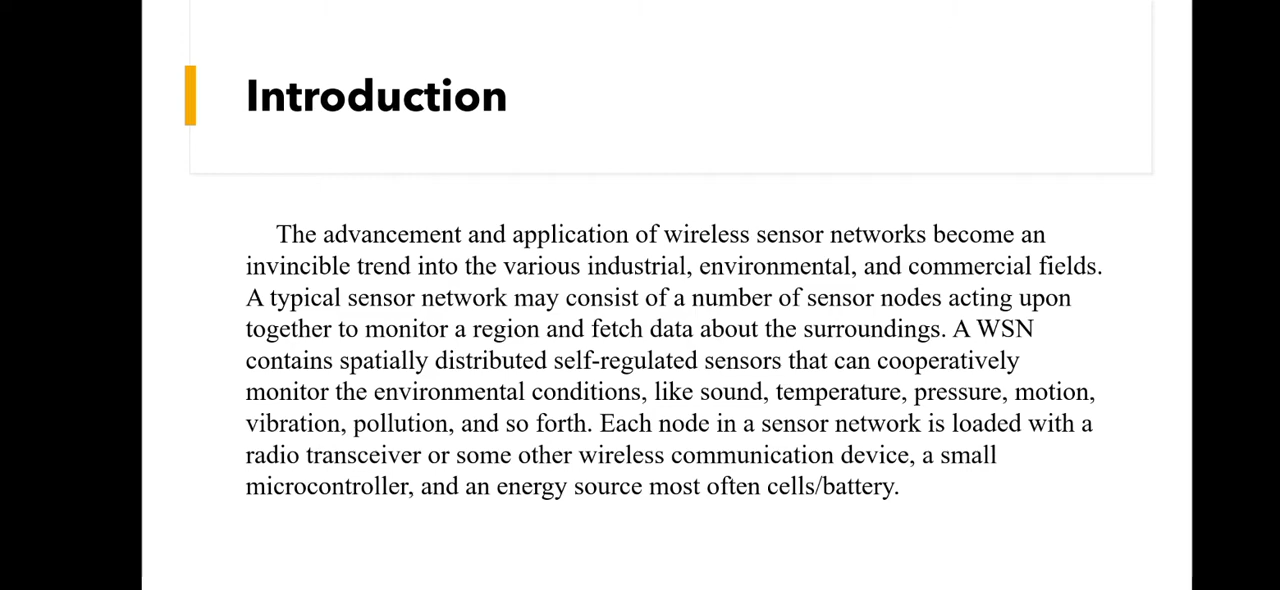 Introduction
The advancement and application of wireless sensor networks become an
invincible trend into the various industrial, environmental, and commercial fields.
A typical sensor network may consist of a number of sensor nodes acting upon
together to monitor a region and fetch data about the surroundings. A WSN
contains spatially distributed self-regulated sensors that can cooperatively
monitor the environmental conditions, like sound, temperature, pressure, motion,
vibration, pollution, and so forth. Each node in a sensor network is loaded with a
radio transceiver or some other wireless communication device, a small
microcontroller, and an energy source most often cells/battery.